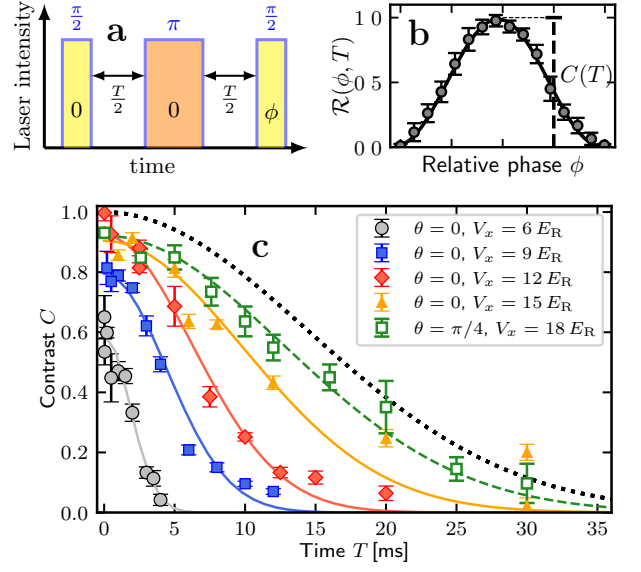 π/2 π π/2
a
Laser intensity
T/2 T/2
0 0 ϕ
time
b
R(ϕ, T)
1.0
0.0
C(T)
Relative phase ϕ
c
Contrast C
1.0
0.8
0.6
0.4
0.2
0.0
θ = 0, V_x = 6 E_R
θ = 0, V_x = 9 E_R
θ = 0, V_x = 12 E_R
θ = 0, V_x = 15 E_R
θ = π/4, V_x = 18 E_R
0 5 10 15 20 25 30 35
Time T [ms]